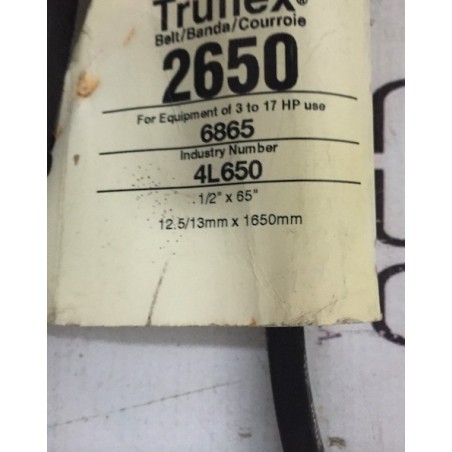 Truflex®
Belt/Banda/Courroie
2650
For Equipment of 3 to 17 HP use
6865
Industry Number
4L650
1/2" x 65"
12.5/13mm x 1650mm